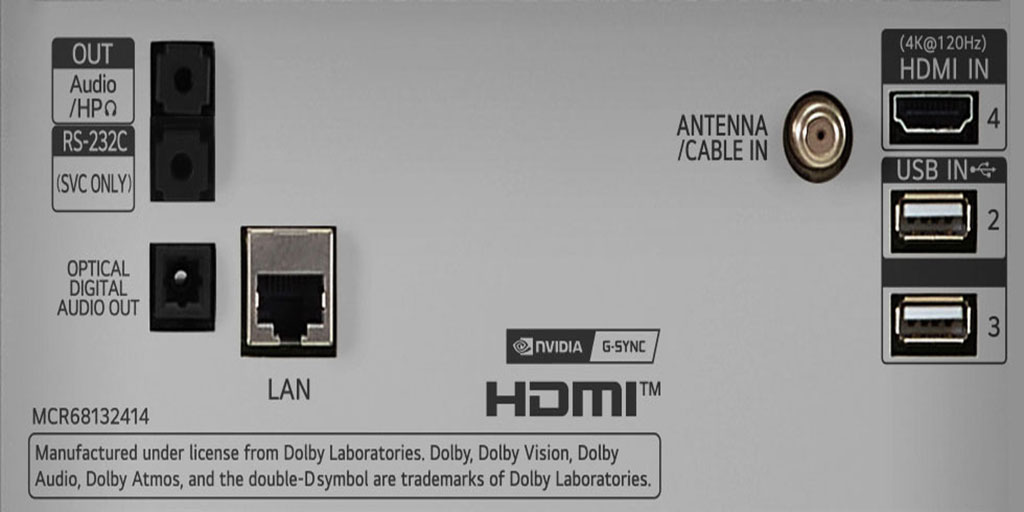 OUT
Audio
/HP
RS-232C
(SVC ONLY)
OPTICAL
DIGITAL
AUDIO OUT
LAN
MCR68132414
Manufactured under license from Dolby Laboratories. Dolby, Dolby Vision, Dolby
Audio, Dolby Atmos, and the double-D symbol are trademarks of Dolby Laboratories.
NVIDIA G-SYNC
HDMI™
ANTENNA
/CABLE IN
(4K@120Hz)
HDMI IN
4
USB IN
2
3